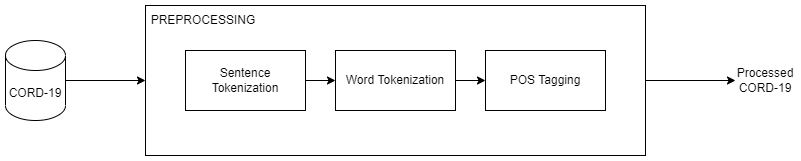 PREPROCESSING
CORD-19
Sentence
Tokenization
Word Tokenization
POS Tagging
Processed
CORD-19